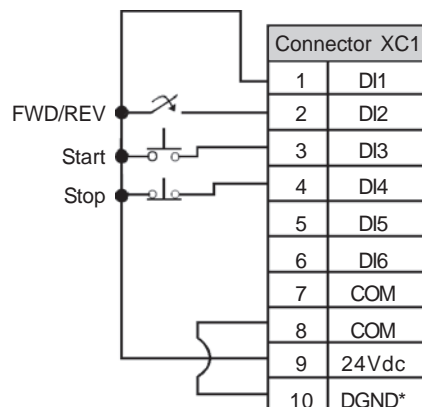 Connector XC1
1 DI1
FWD/REV 2 DI2
Start 3 DI3
Stop 4 DI4
5 DI5
6 DI6
7 COM
8 COM
9 24Vdc
10 DGND*